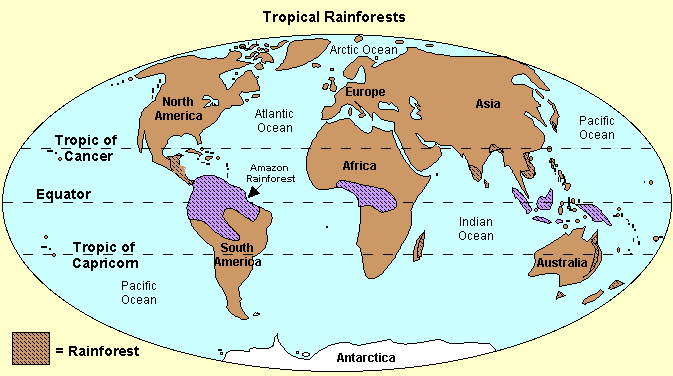 Tropical Rainforests
Arctic Ocean
North
America
Europe
Asia
Atlantic
Ocean
Pacific
Ocean
Tropic of
Cancer
Africa
Amazon
Rainforest
Equator
Indian
Ocean
Tropic of
Capricorn
South
America
Australia
Pacific
Ocean
= Rainforest
Antarctica